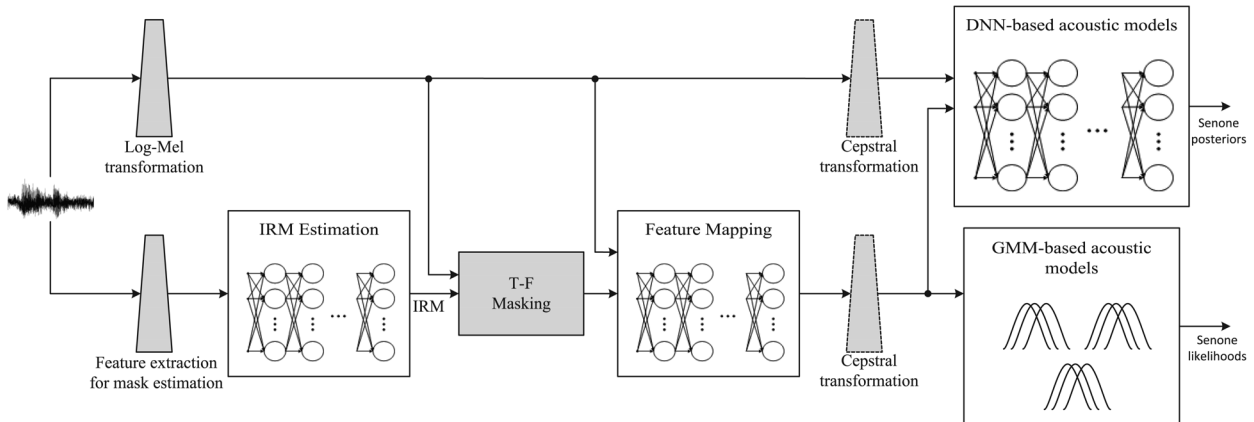 DNN-based acoustic models
Log-Mel
transformation
Cepstral
transformation
Senone
posteriors
IRM Estimation
IRM
T-F
Masking
Feature Mapping
GMM-based acoustic
models
Feature extraction
for mask estimation
Cepstral
transformation
Senone
likelihoods